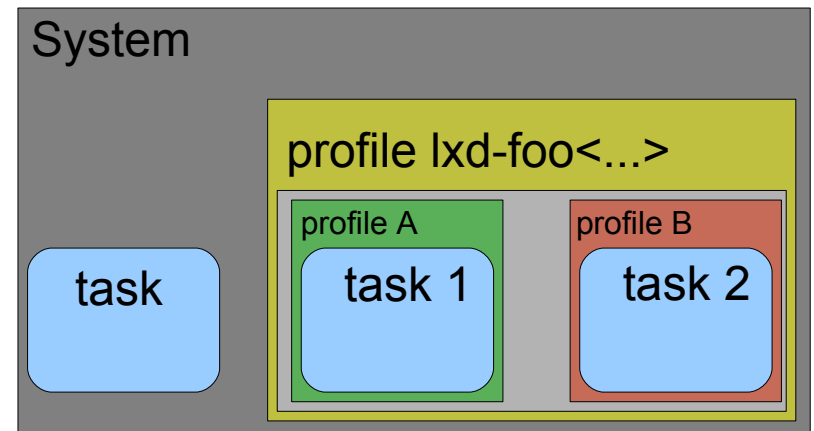 System
profile lxd-foo<...>
profile A
profile B
task
task 1
task 2